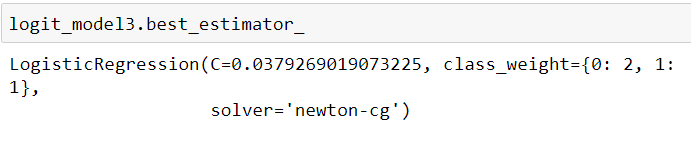 logit_model3.best_estimator_
LogisticRegression(C=0.0379269019073225, class_weight={0: 2, 1:
1},
                   solver='newton-cg')